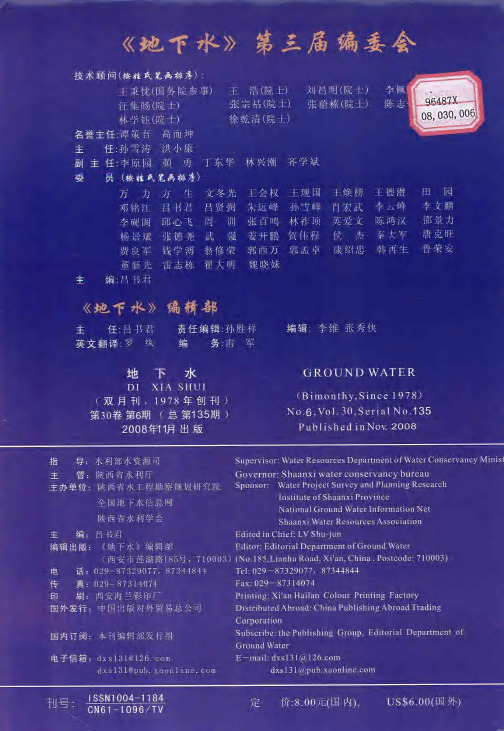 《地下水》第三届编委会
技术顾问(按姓氏笔画排序):
王秉忱(国务院参事) 王 浩(院士) 刘昌明(院士) 李佩
汪集旸(院士) 张宗祜(院士) 张蔚榛(院士) 陈志
林学钰(院士) 徐乾清(院士)
96487X
08,030,006
名誉主任:谭策吾 高而坤
主 任:孙雪涛 洪小康
副 主 任:李原园 颜 勇 丁东华 林兴潮 齐学斌
委 员 (按姓氏笔画排序)
万 力 方 生 文冬光 王会权 王现国 王焕榜 王德潜 田 园
邓铭江 吕书君 吕贤弼 朱远峰 孙雪峰 肖宏武 李云峰 李文鹏
李砚阁 邱心飞 周 训 张百鸣 林祚顶 英爱文 陈鸿汉 邵景力
杨景斌 张德尧 武 强 姜开鹏 贺伟程 侯 杰 秦大军 唐克旺
费良军 钱学溥 翁修荣 郭西万 郭孟卓 康绍忠 韩再生 鲁荣安
董新光 雷志栋 翟大明 魏晓妹
主 编:吕书君
《地下水》编辑部
主 任:吕书君 责任编辑:孙胜祥 编辑: 李维 张秀侠
英文翻译:罗 纨 编 务:雷 军
地 下 水
DI XIA SHUI
(双月刊,1978年创刊)
第30卷 第6期 (总 第135期)
2008年11月 出 版
GROUND WATER
(Bimonthy,Since 1978)
No.6,Vol.30,Serial No.135
Published in Nov, 2008
指 导: 水利部水资源司
主 管: 陕西省水利厅
主办单位: 陕西省水工程勘察规划研究院
全国地下水信息网
陕西省水利学会
主 编: 吕书君
编辑出版: 《地下水》编辑部
(西安市莲湖路185号, 710003)
电 话: 029-87329077, 87344844
传 真: 029-87314074
印 刷: 西安海兰彩印厂
国外发行: 中国出版对外贸易总公司
国内订阅: 本刊编辑部发行组
电子信箱: dxs131@126.com
dxs131@pub.xaonline.com
Supervisor: Water Resources Department of Water Conservancy Minist
Governor: Shaanxi water conservancy bureau
Sponsor: Water Project Survey and Planning Research
Institute of Shaanxi Province
National Ground Water Information Net
Shaanxi Water Resources Association
Edited in Chief: LV Shu-jun
Editor: Editorial Department of Ground Water
(No.185,Lianhu Road, Xi'an, China. Postcode: 710003)
Tel: 029-87329077, 87344844
Fax: 029-87314074
Printing: Xi'an Hailan Colour Printing Factory
Distributed Abroad: China Publishing Abroad Trading
Corporation
Subscribe: the Publishing Group, Editorial Department of
Ground Water
E-mail: dxs131@126.com
dxs131@pub.xaonline.com
刊号: ISSN1004-1184
CN61-1096/TV
定 价:8.00元(国内), US$6.00(国外)